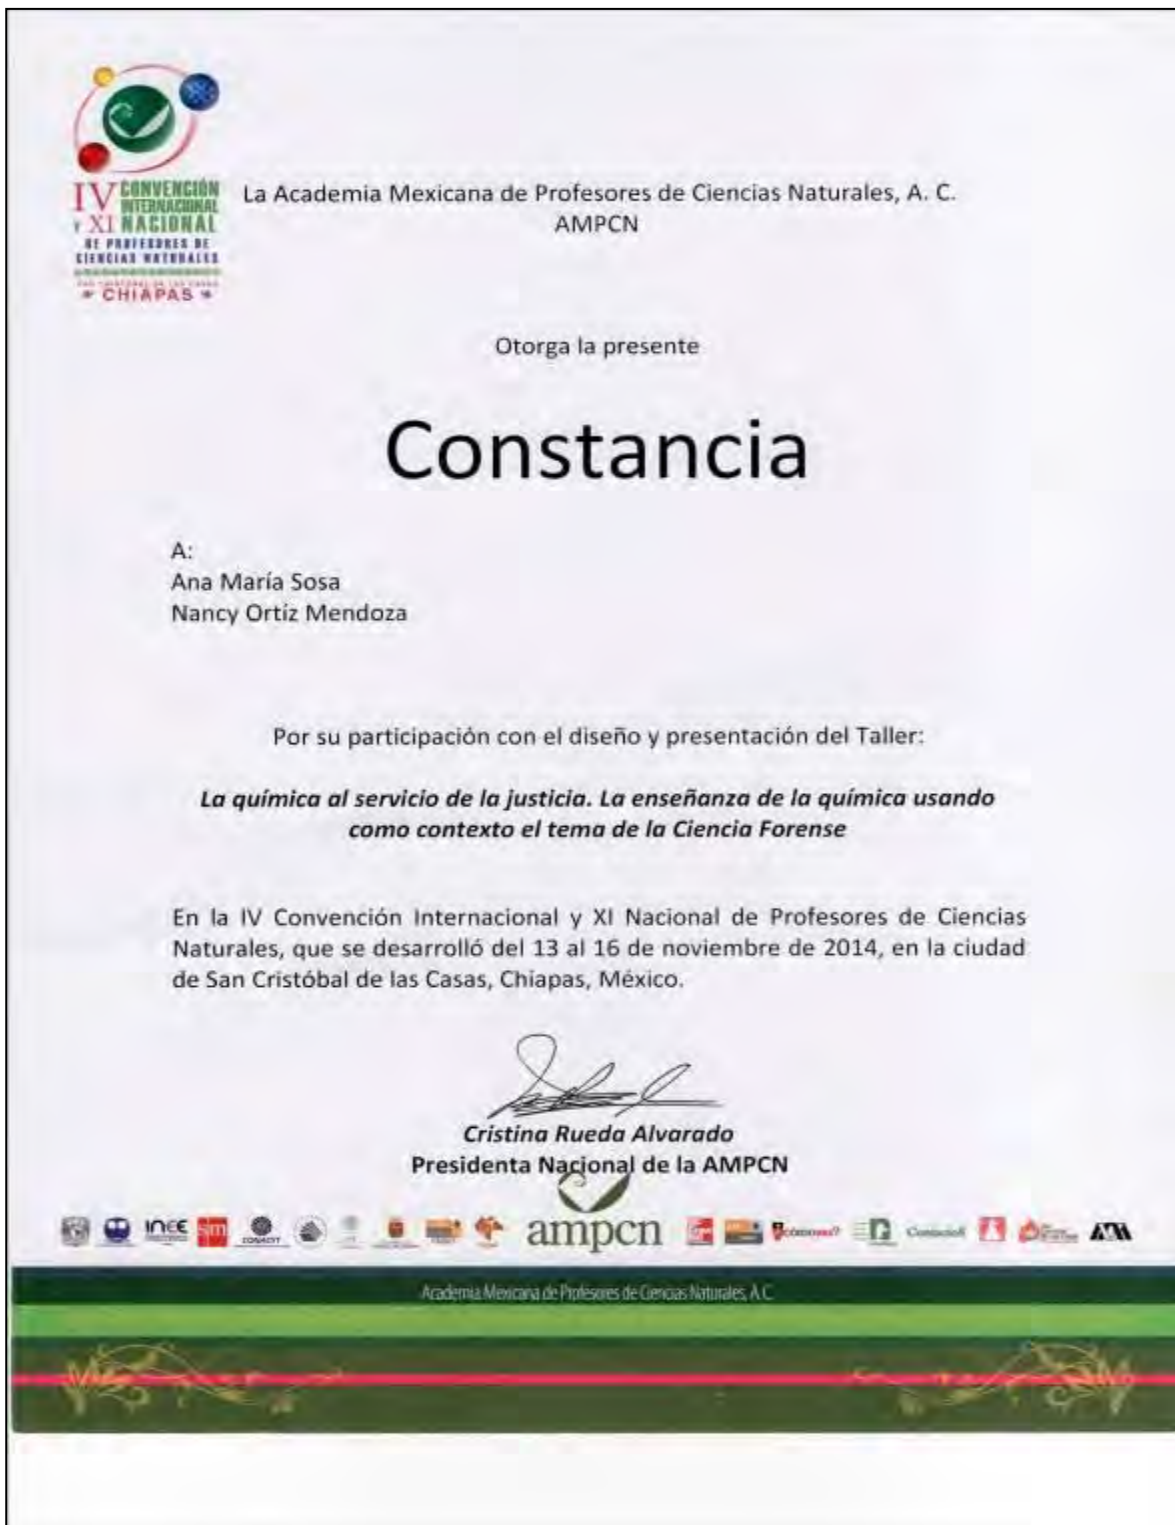 IV CONVENCIÓN
INTERNACIONAL
Y XI NACIONAL
DE PROFESORES DE
CIENCIAS NATURALES
CHIAPAS
La Academia Mexicana de Profesores de Ciencias Naturales, A. C.
AMPCN
Otorga la presente
Constancia
A:
Ana María Sosa
Nancy Ortíz Mendoza
Por su participación con el diseño y presentación del Taller:
La química al servicio de la justicia. La enseñanza de la química usando
como contexto el tema de la Ciencia Forense
En la IV Convención Internacional y XI Nacional de Profesores de Ciencias
Naturales, que se desarrolló del 13 al 16 de noviembre de 2014, en la ciudad
de San Cristóbal de las Casas, Chiapas, México.
Cristina Rueda Alvarado
Presidenta Nacional de la AMPCN
INEE
sm
CONACYT
ampcn
¿cómoves?
Academia Mexicana de Profesores de Ciencias Naturales, A.C.